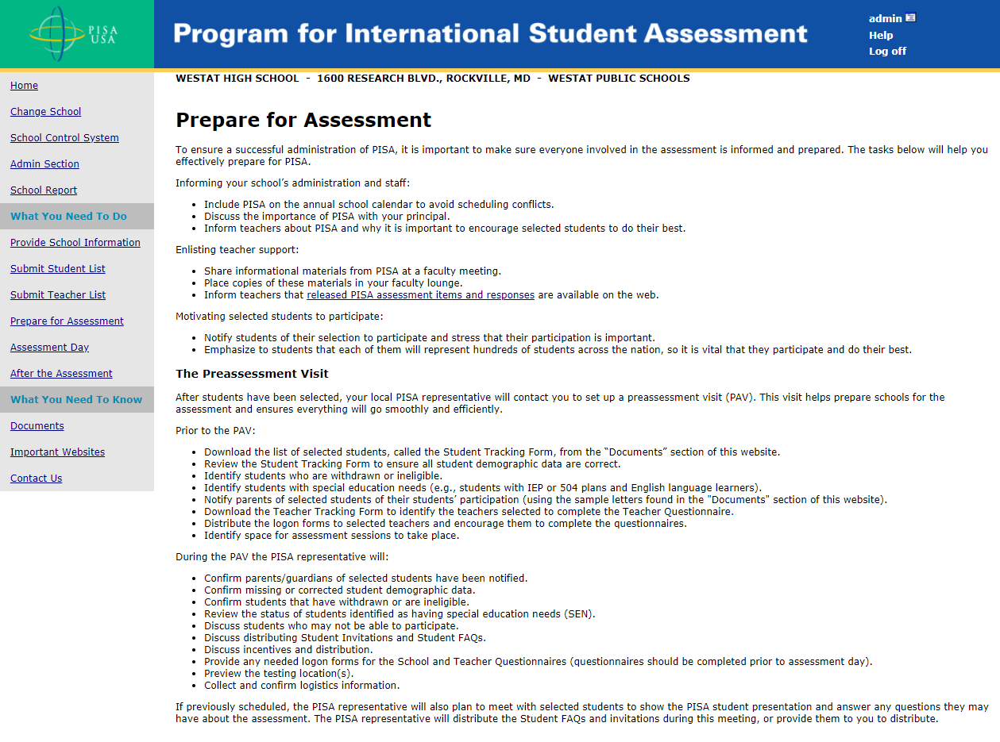 PISA
USA
Program for International Student Assessment
admin
Help
Log off
Home
Change School
School Control System
Admin Section
School Report
What You Need To Do
Provide School Information
Submit Student List
Submit Teacher List
Prepare for Assessment
Assessment Day
After the Assessment
What You Need To Know
Documents
Important Websites
Contact Us
WESTAT HIGH SCHOOL - 1600 RESEARCH BLVD., ROCKVILLE, MD - WESTAT PUBLIC SCHOOLS
Prepare for Assessment
To ensure a successful administration of PISA, it is important to make sure everyone involved in the assessment is informed and prepared. The tasks below will help you
effectively prepare for PISA.
Informing your school’s administration and staff:
• Include PISA on the annual school calendar to avoid scheduling conflicts.
• Discuss the importance of PISA with your principal.
• Inform teachers about PISA and why it is important to encourage selected students to do their best.
Enlisting teacher support:
• Share informational materials from PISA at a faculty meeting.
• Place copies of these materials in your faculty lounge.
• Inform teachers that released PISA assessment items and responses are available on the web.
Motivating selected students to participate:
• Notify students of their selection to participate and stress that their participation is important.
• Emphasize to students that each of them will represent hundreds of students across the nation, so it is vital that they participate and do their best.
The Preassessment Visit
After students have been selected, your local PISA representative will contact you to set up a preassessment visit (PAV). This visit helps prepare schools for the
assessment and ensures everything will go smoothly and efficiently.
Prior to the PAV:
• Download the list of selected students, called the Student Tracking Form, from the “Documents” section of this website.
• Review the Student Tracking Form to ensure all student demographic data are correct.
• Identify students who are withdrawn or ineligible.
• Identify students with special education needs (e.g., students with IEP or 504 plans and English language learners).
• Notify parents of selected students of their students’ participation (using the sample letters found in the "Documents" section of this website).
• Download the Teacher Tracking Form to identify the teachers selected to complete the Teacher Questionnaire.
• Distribute the logon forms to selected teachers and encourage them to complete the questionnaires.
• Identify space for assessment sessions to take place.
During the PAV the PISA representative will:
• Confirm parents/guardians of selected students have been notified.
• Confirm missing or corrected student demographic data.
• Confirm students that have withdrawn or are ineligible.
• Review the status of students identified as having special education needs (SEN).
• Discuss students who may not be able to participate.
• Discuss distributing Student Invitations and Student FAQs.
• Discuss incentives and distribution.
• Provide any needed logon forms for the School and Teacher Questionnaires (questionnaires should be completed prior to assessment day).
• Preview the testing location(s).
• Collect and confirm logistics information.
If previously scheduled, the PISA representative will also plan to meet with selected students to show the PISA student presentation and answer any questions they may
have about the assessment. The PISA representative will distribute the Student FAQs and invitations during this meeting, or provide them to you to distribute.